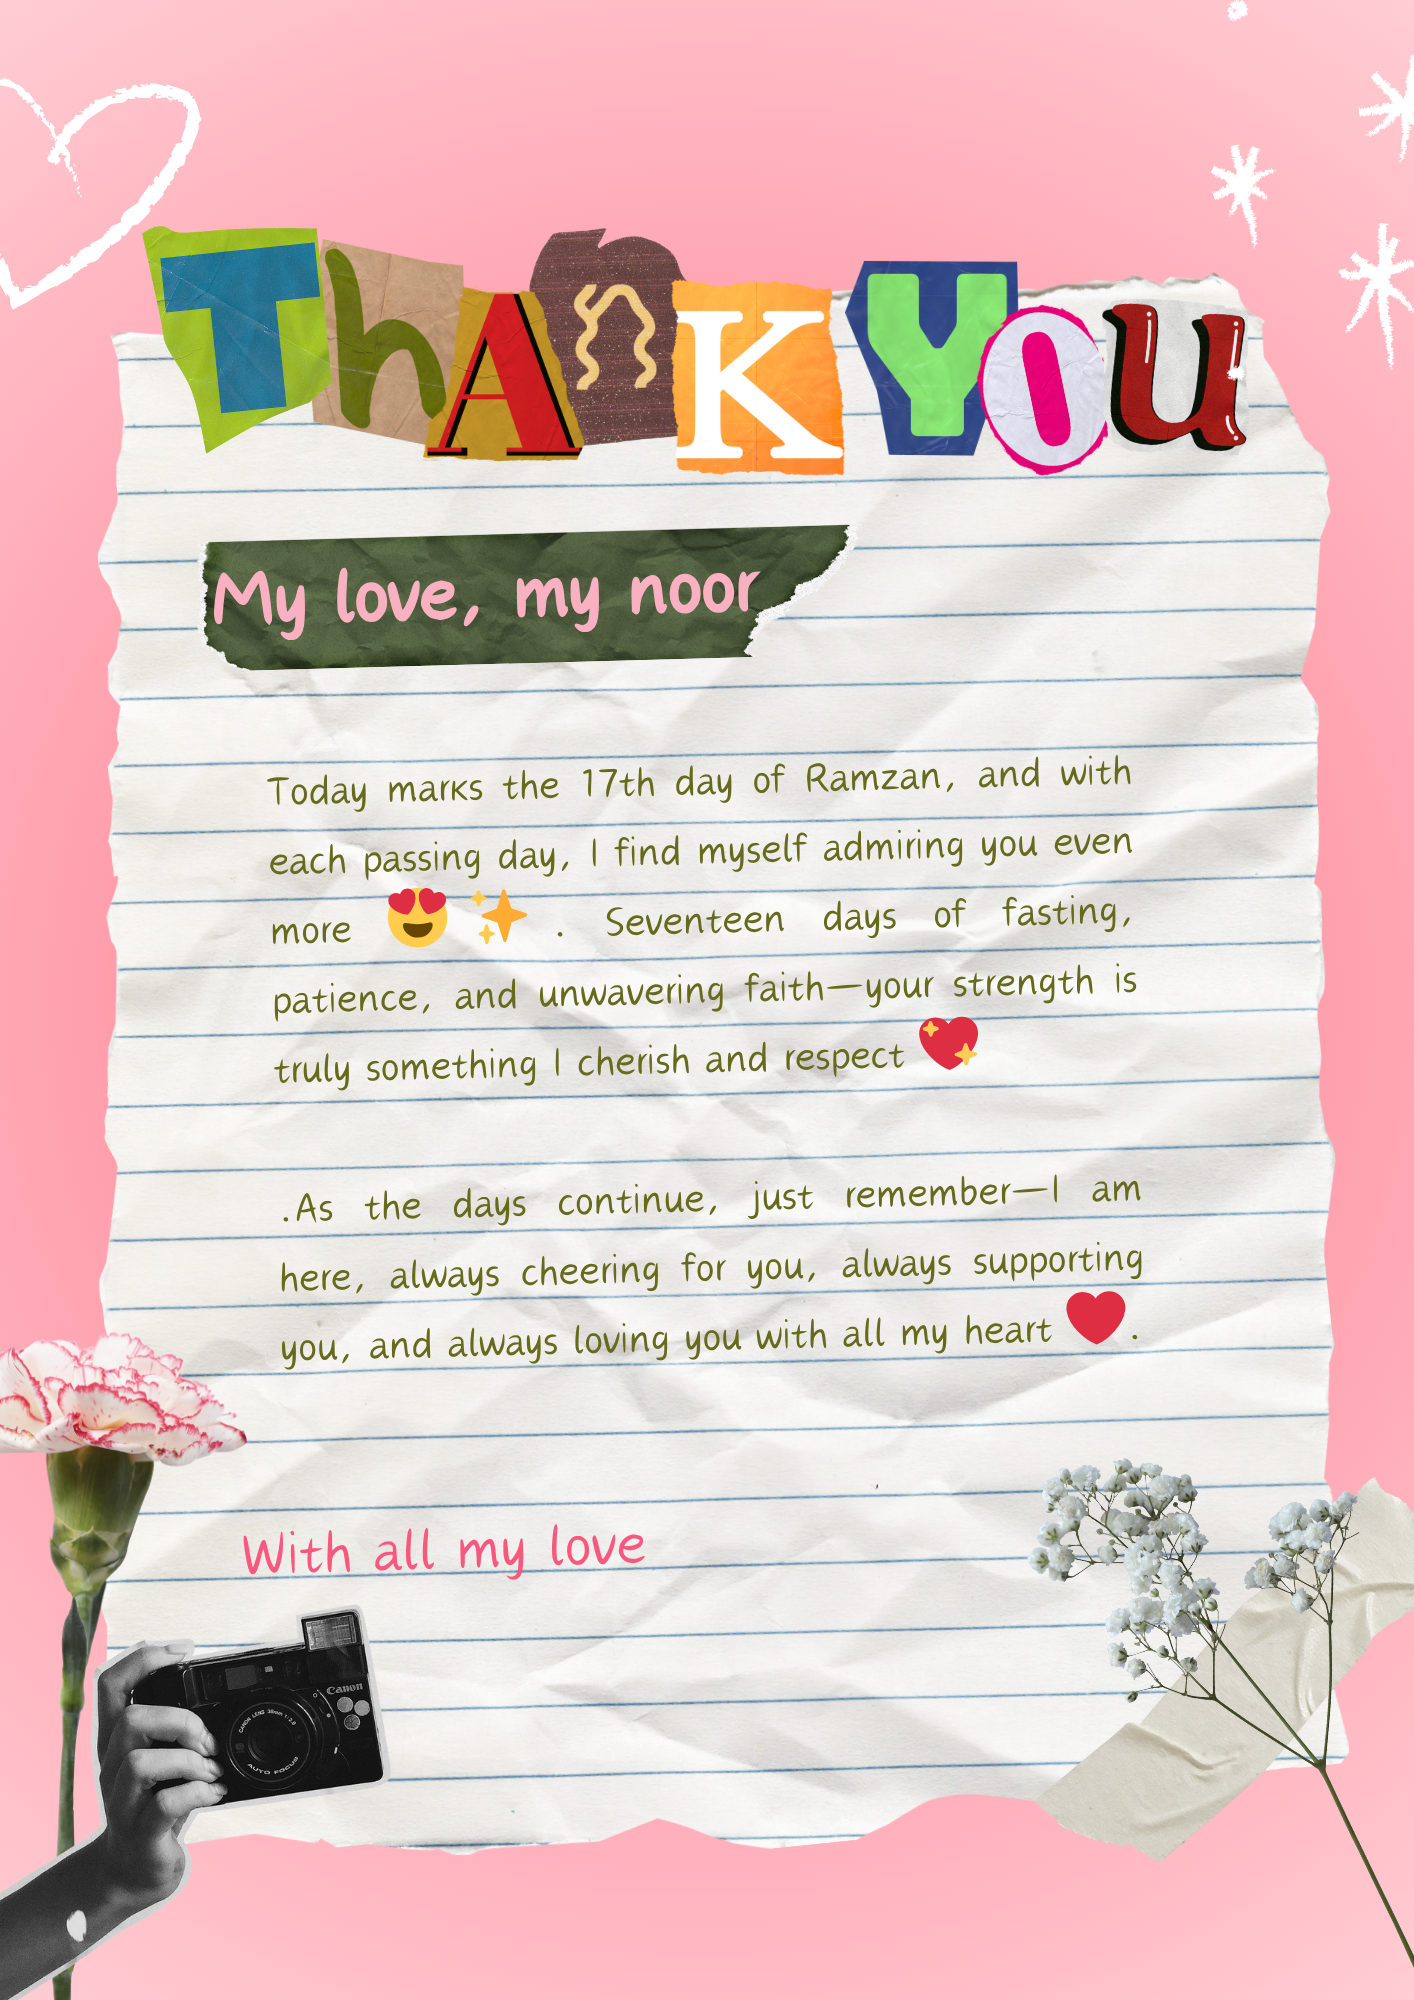 ThAnK YOu
My love, my noor
Today marks the 17th day of Ramzan, and with
each passing day, I find myself admiring you even
more 😍✨ . Seventeen days of fasting,
patience, and unwavering faith—your strength is
truly something I cherish and respect 💖
.As the days continue, just remember—I am
here, always cheering for you, always supporting
you, and always loving you with all my heart ❤️.
With all my love
Canon
CANON LENS 38mm 1:2.8
AUTO FOCUS